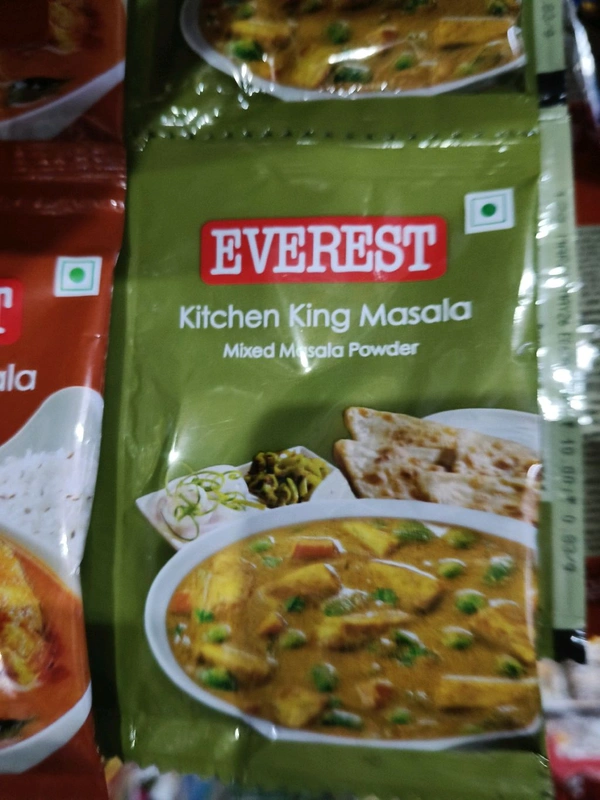 EVEREST
Kitchen King Masala
Mixed Masala Powder
T
ala